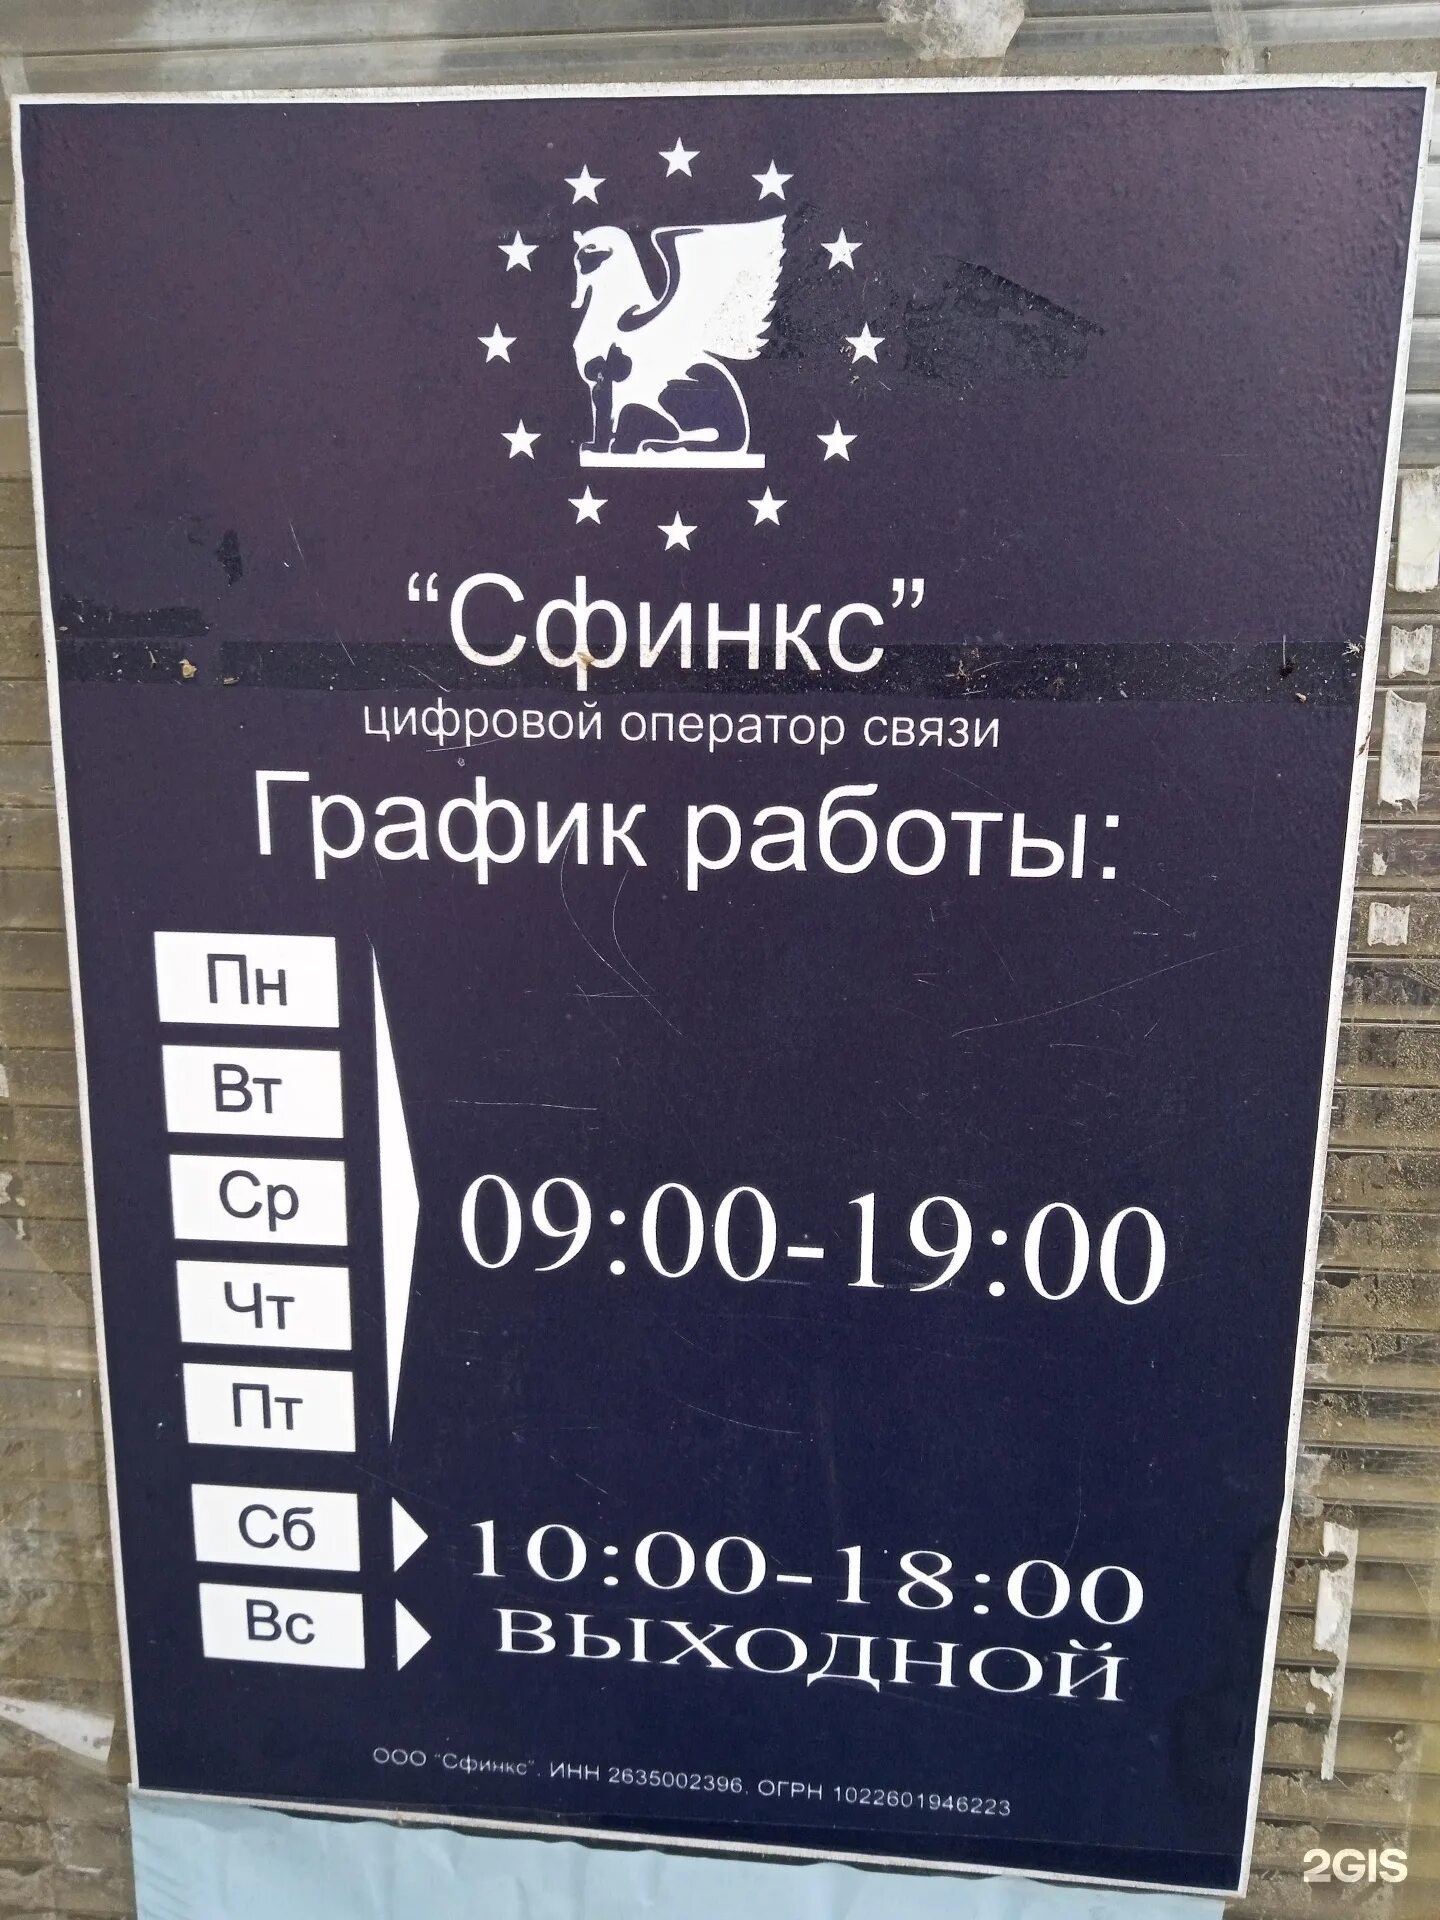 “Сфинкс”
цифровой оператор связи
График работы:
Пн
Вт
Ср
Чт
Пт
09:00-19:00
Сб
10:00-18:00
Вс
ВЫХОДНОЙ
ООО "Сфинкс". ИНН 2635002396, ОГРН 1022601946223
2GIS